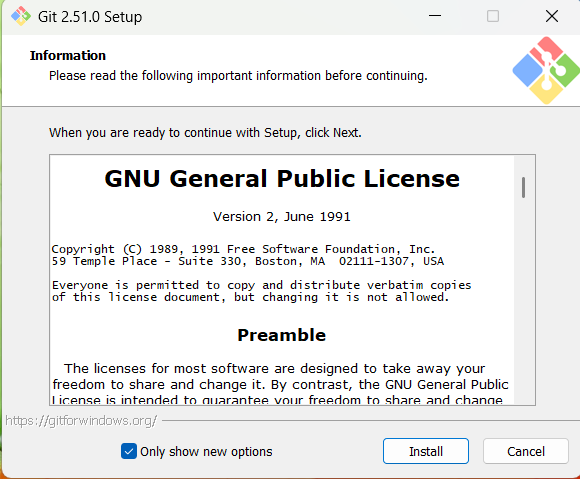 Git 2.51.0 Setup
Information
Please read the following important information before continuing.
When you are ready to continue with Setup, click Next.
GNU General Public License
Version 2, June 1991
Copyright (C) 1989, 1991 Free Software Foundation, Inc.
59 Temple Place - Suite 330, Boston, MA  02111-1307, USA
Everyone is permitted to copy and distribute verbatim copies
of this license document, but changing it is not allowed.
Preamble
The licenses for most software are designed to take away your
freedom to share and change it. By contrast, the GNU General Public
License is intended to guarantee your freedom to share and change
https://gitforwindows.org/
Only show new options
Install
Cancel